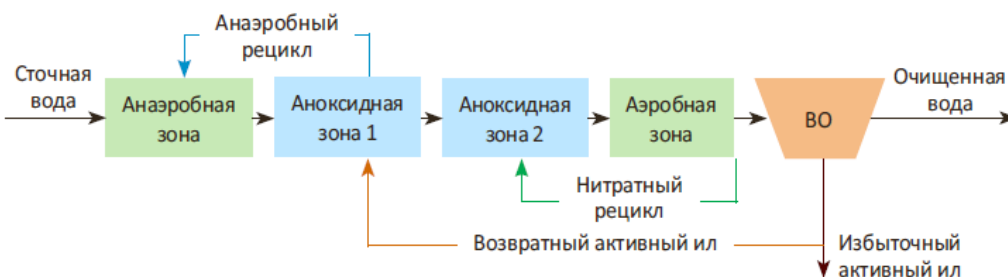 Анаэробный
рецикл
Сточная
вода
Анаэробная
зона
Аноксидная
зона 1
Аноксидная
зона 2
Аэробная
зона
ВО
Очищенная
вода
Нитратный
рецикл
Возвратный активный ил
Избыточный
активный ил